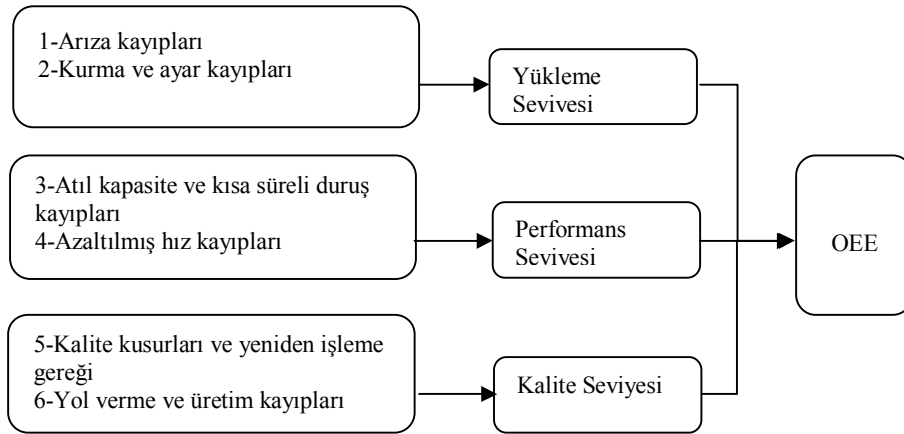 1-Arıza kayıpları
2-Kurma ve ayar kayıpları
Yükleme
Sevivesi
3-Atıl kapasite ve kısa süreli duruş
kayıpları
4-Azaltılmış hız kayıpları
Performans
Sevivesi
OEE
5-Kalite kusurları ve yeniden işleme
gereği
6-Yol verme ve üretim kayıpları
Kalite Seviyesi